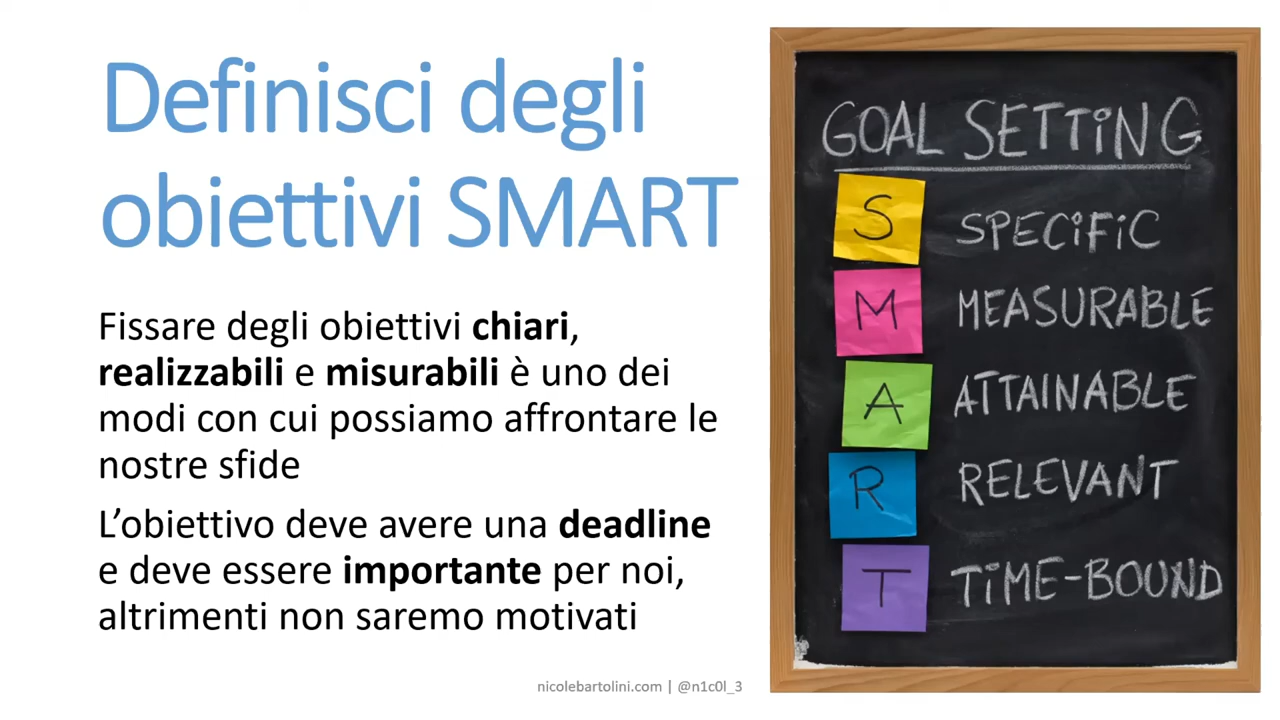 Definisci degli
obiettivi SMART
Fissare degli obiettivi chiari,
realizzabili e misurabili è uno dei
modi con cui possiamo affrontare le
nostre sfide
L’obiettivo deve avere una deadline
e deve essere importante per noi,
altrimenti non saremo motivati
nicolebartolini.com | @n1c0l_3
GOAL SETTING
S SPECIFIC
M MEASURABLE
A ATTAINABLE
R RELEVANT
T TIME-BOUND